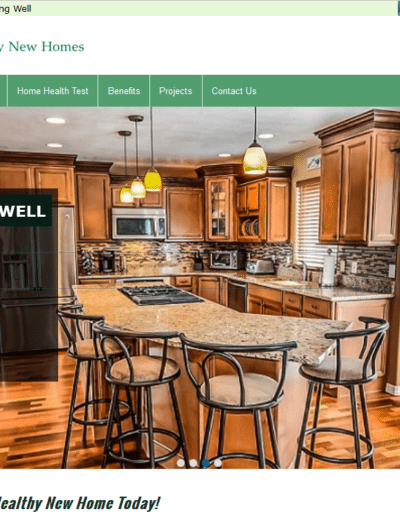 ng Well
y New Homes
Home Health Test
Benefits
Projects
Contact Us
WELL
ealthy New Home Today!